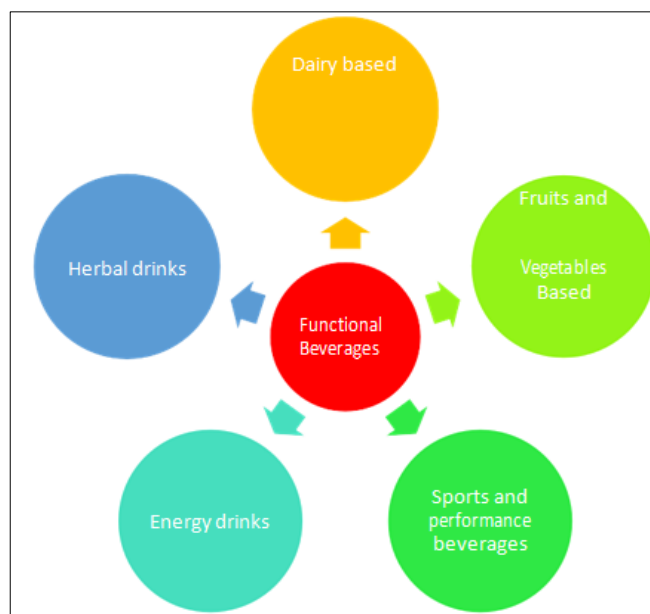 Dairy based
Fruits and
Vegetables
Based
Herbal drinks
Functional
Beverages
Energy drinks
Sports and
performance
beverages